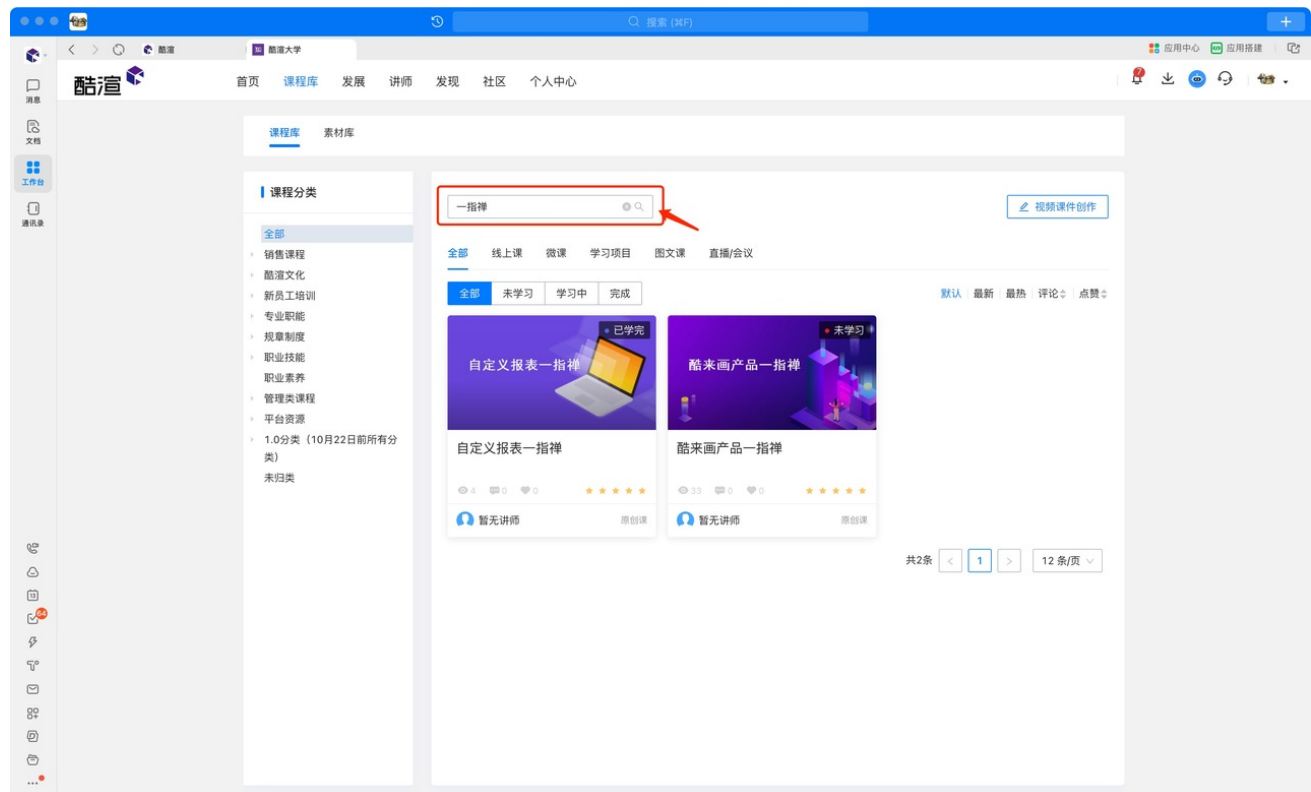 搜索 (⌘F)
酷渲
酷渲大学
应用中心
应用搭建
消息
文档
工作台
通讯录
64
酷渲
首页 课程库 发展 讲师 发现 社区 个人中心
7
课程库 素材库
课程分类
全部
销售课程
酷渲文化
新员工培训
专业职能
规章制度
职业技能
职业素养
管理类课程
平台资源
1.0分类（10月22日前所有分
类）
未归类
一指禅
视频课件创作
全部 线上课 微课 学习项目 图文课 直播/会议
全部 未学习 学习中 完成
默认 最新 最热 评论 点赞
已学完
自定义报表一指禅
自定义报表一指禅
4 0 0
暂无讲师 原创课
未学习
酷来画产品一指禅
酷来画产品一指禅
33 0 0
暂无讲师 原创课
共2条 < 1 > 12 条/页